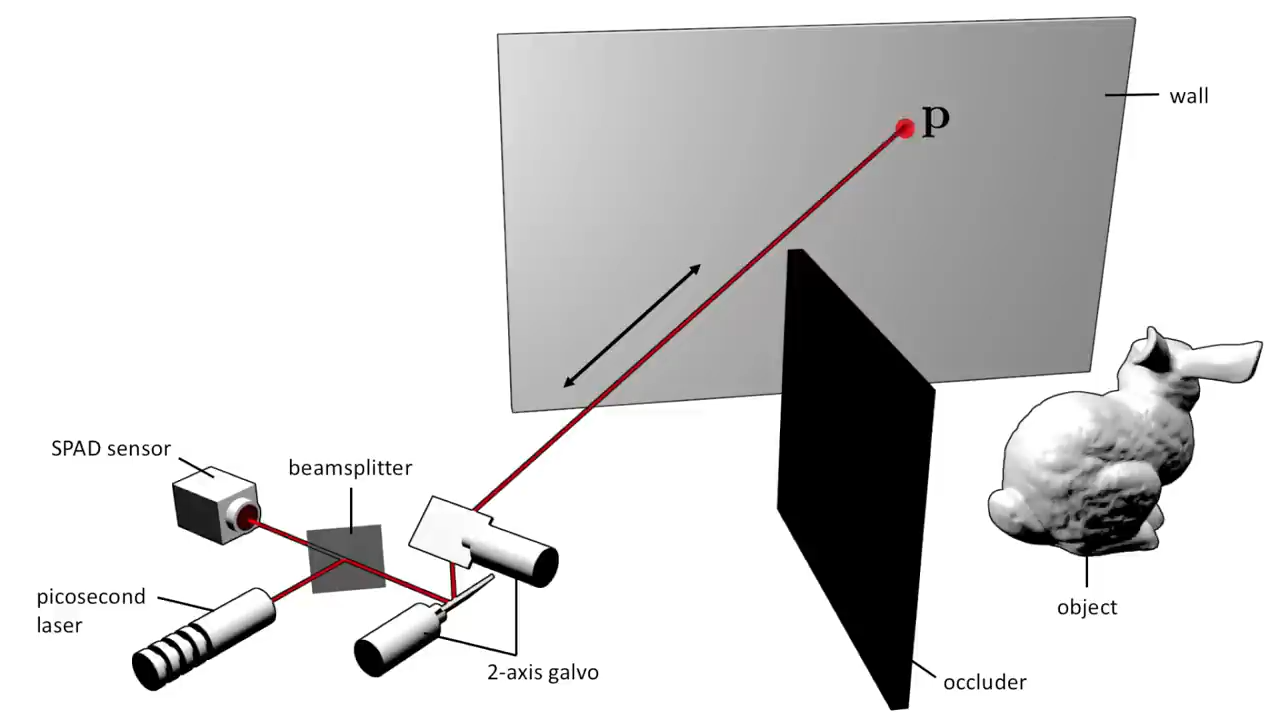 p
wall
SPAD sensor
beamsplitter
picosecond
laser
object
2-axis galvo
occluder